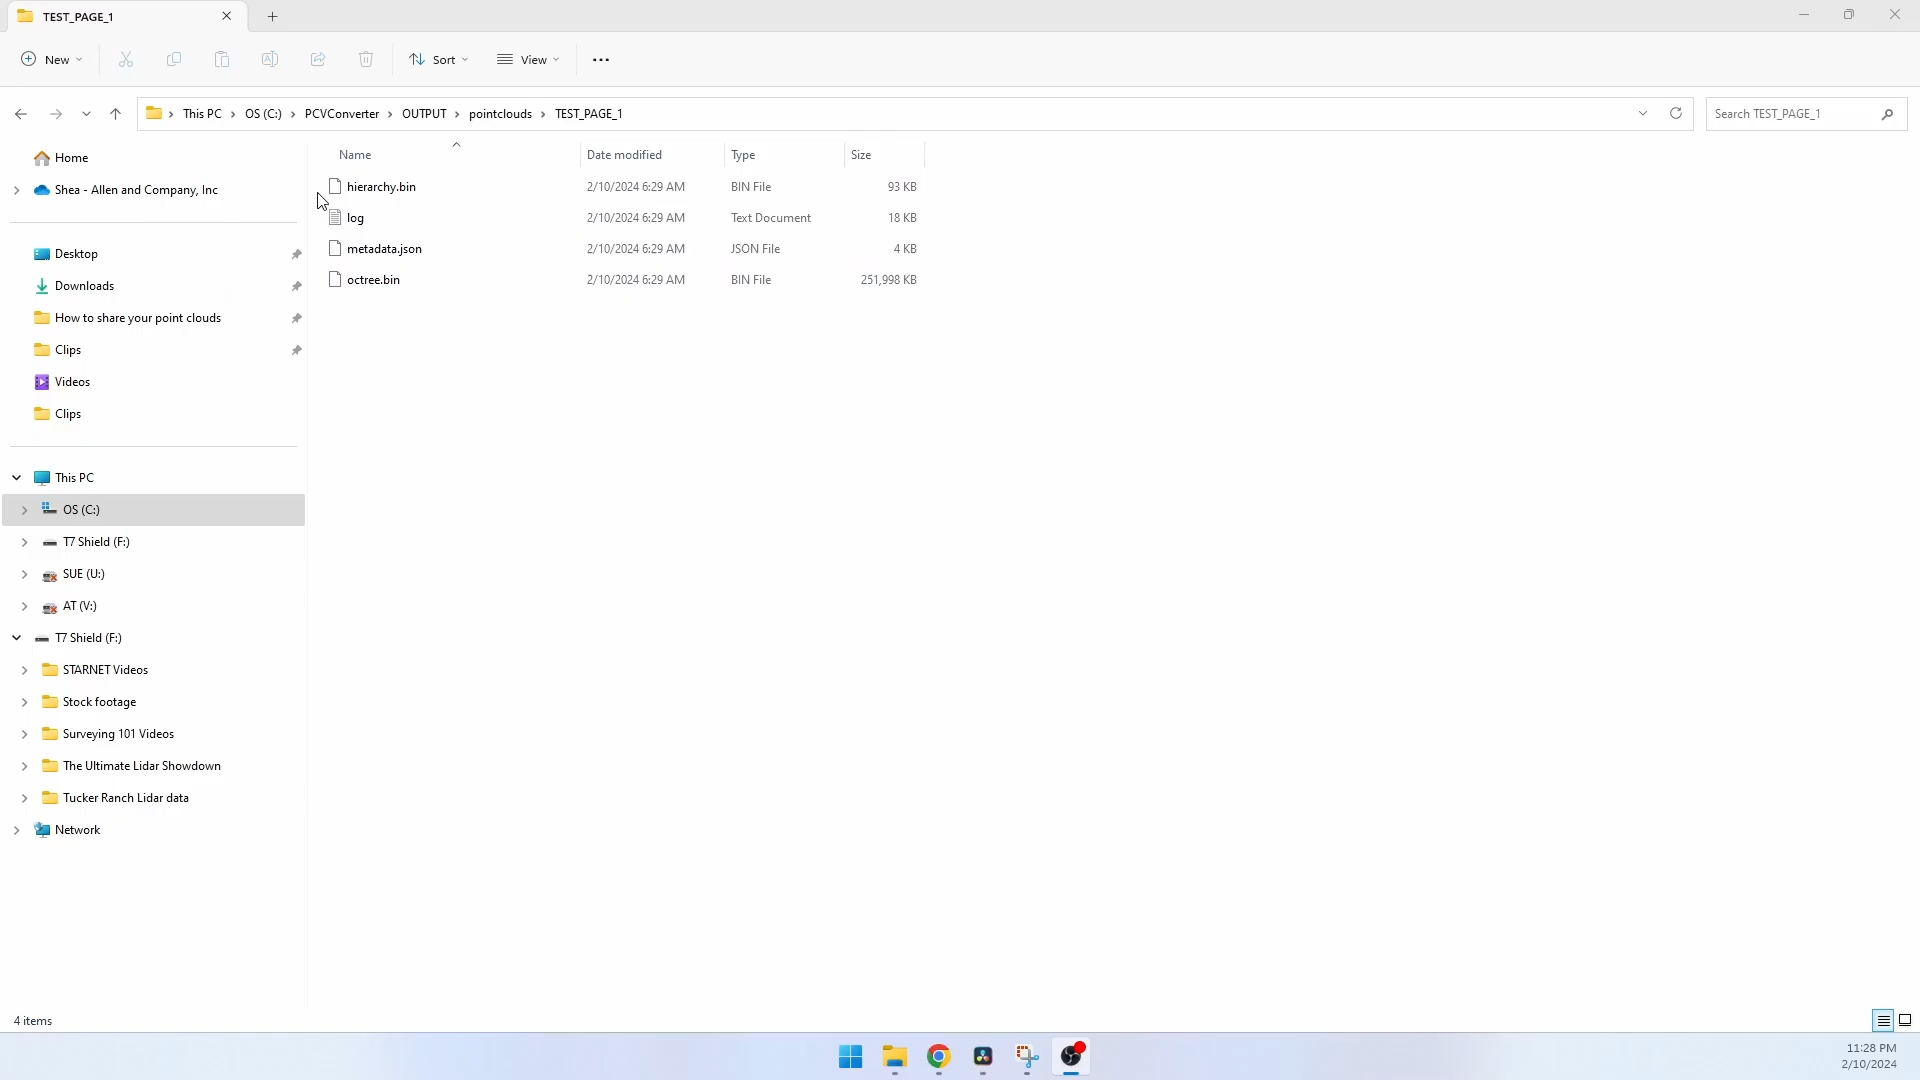 TEST_PAGE_1
New
Sort
View
This PC
OS (C:)
PCVConverter
OUTPUT
pointclouds
TEST_PAGE_1
Search TEST_PAGE_1
Home
Shea - Allen and Company, Inc
Desktop
Downloads
How to share your point clouds
Clips
Videos
Clips
This PC
OS (C:)
T7 Shield (F:)
SUE (U:)
AT (V:)
T7 Shield (F:)
STARNET Videos
Stock footage
Surveying 101 Videos
The Ultimate Lidar Showdown
Tucker Ranch Lidar data
Network
Name Date modified Type Size
hierarchy.bin 2/10/2024 6:29 AM BIN File 93 KB
log 2/10/2024 6:29 AM Text Document 18 KB
metadata.json 2/10/2024 6:29 AM JSON File 4 KB
octree.bin 2/10/2024 6:29 AM BIN File 251,998 KB
4 items
11:28 PM
2/10/2024